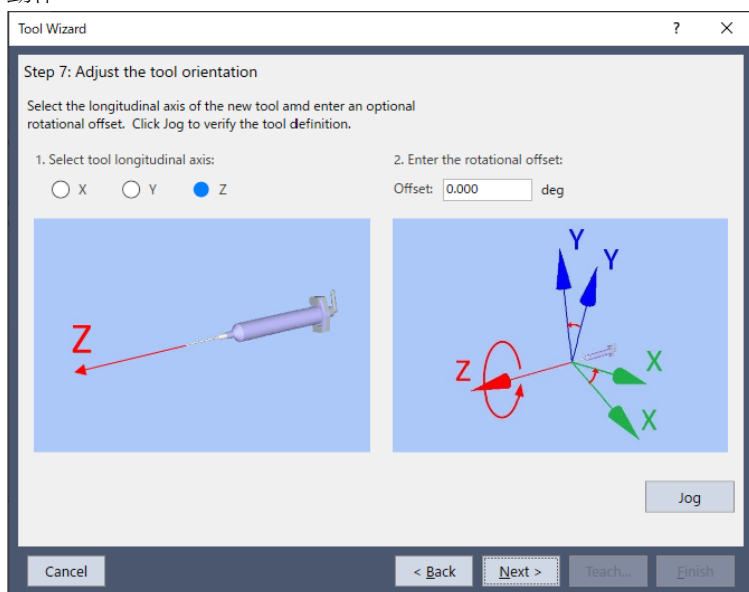 Tool Wizard
? ×
Step 7: Adjust the tool orientation
Select the longitudinal axis of the new tool amd enter an optional
rotational offset. Click Jog to verify the tool definition.
1. Select tool longitudinal axis:
2. Enter the rotational offset:
X Y Z
Offset: 0.000 deg
Z
Y
Y
Z
X
X
Jog
Cancel
< Back
Next >
Teach...
Finish